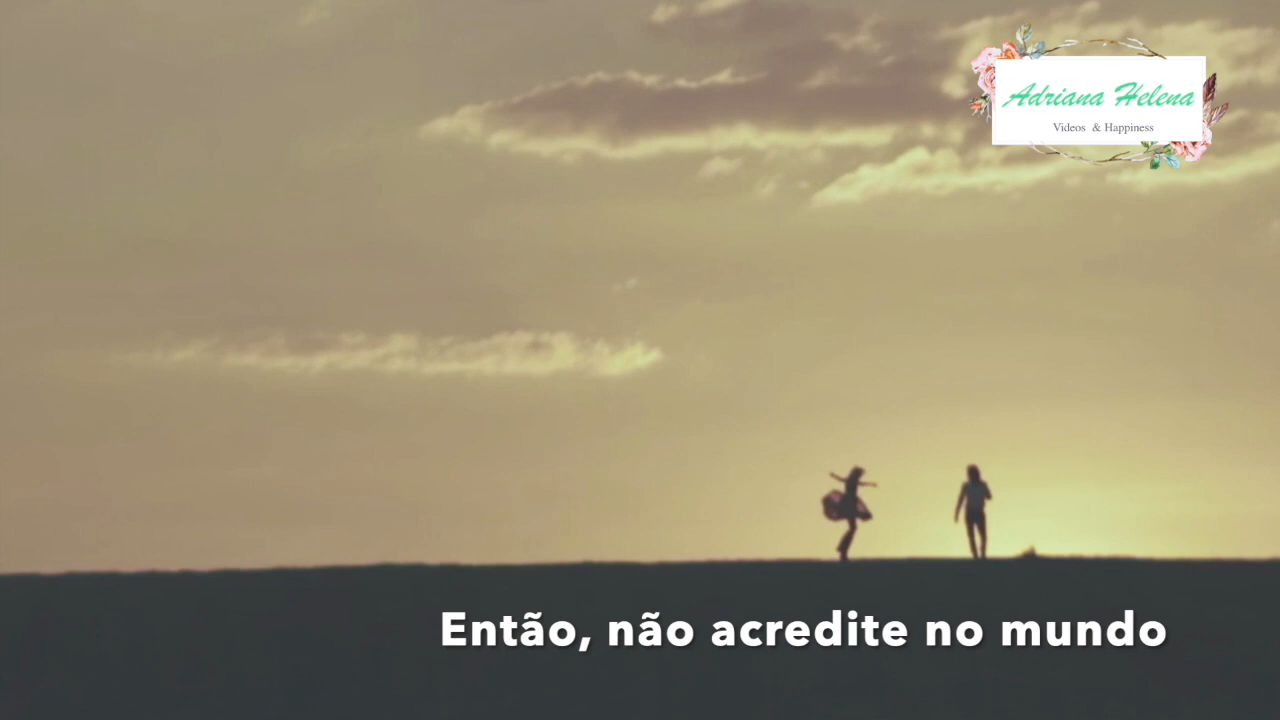 Adriana Helena
Videos & Happiness
Então, não acredite no mundo